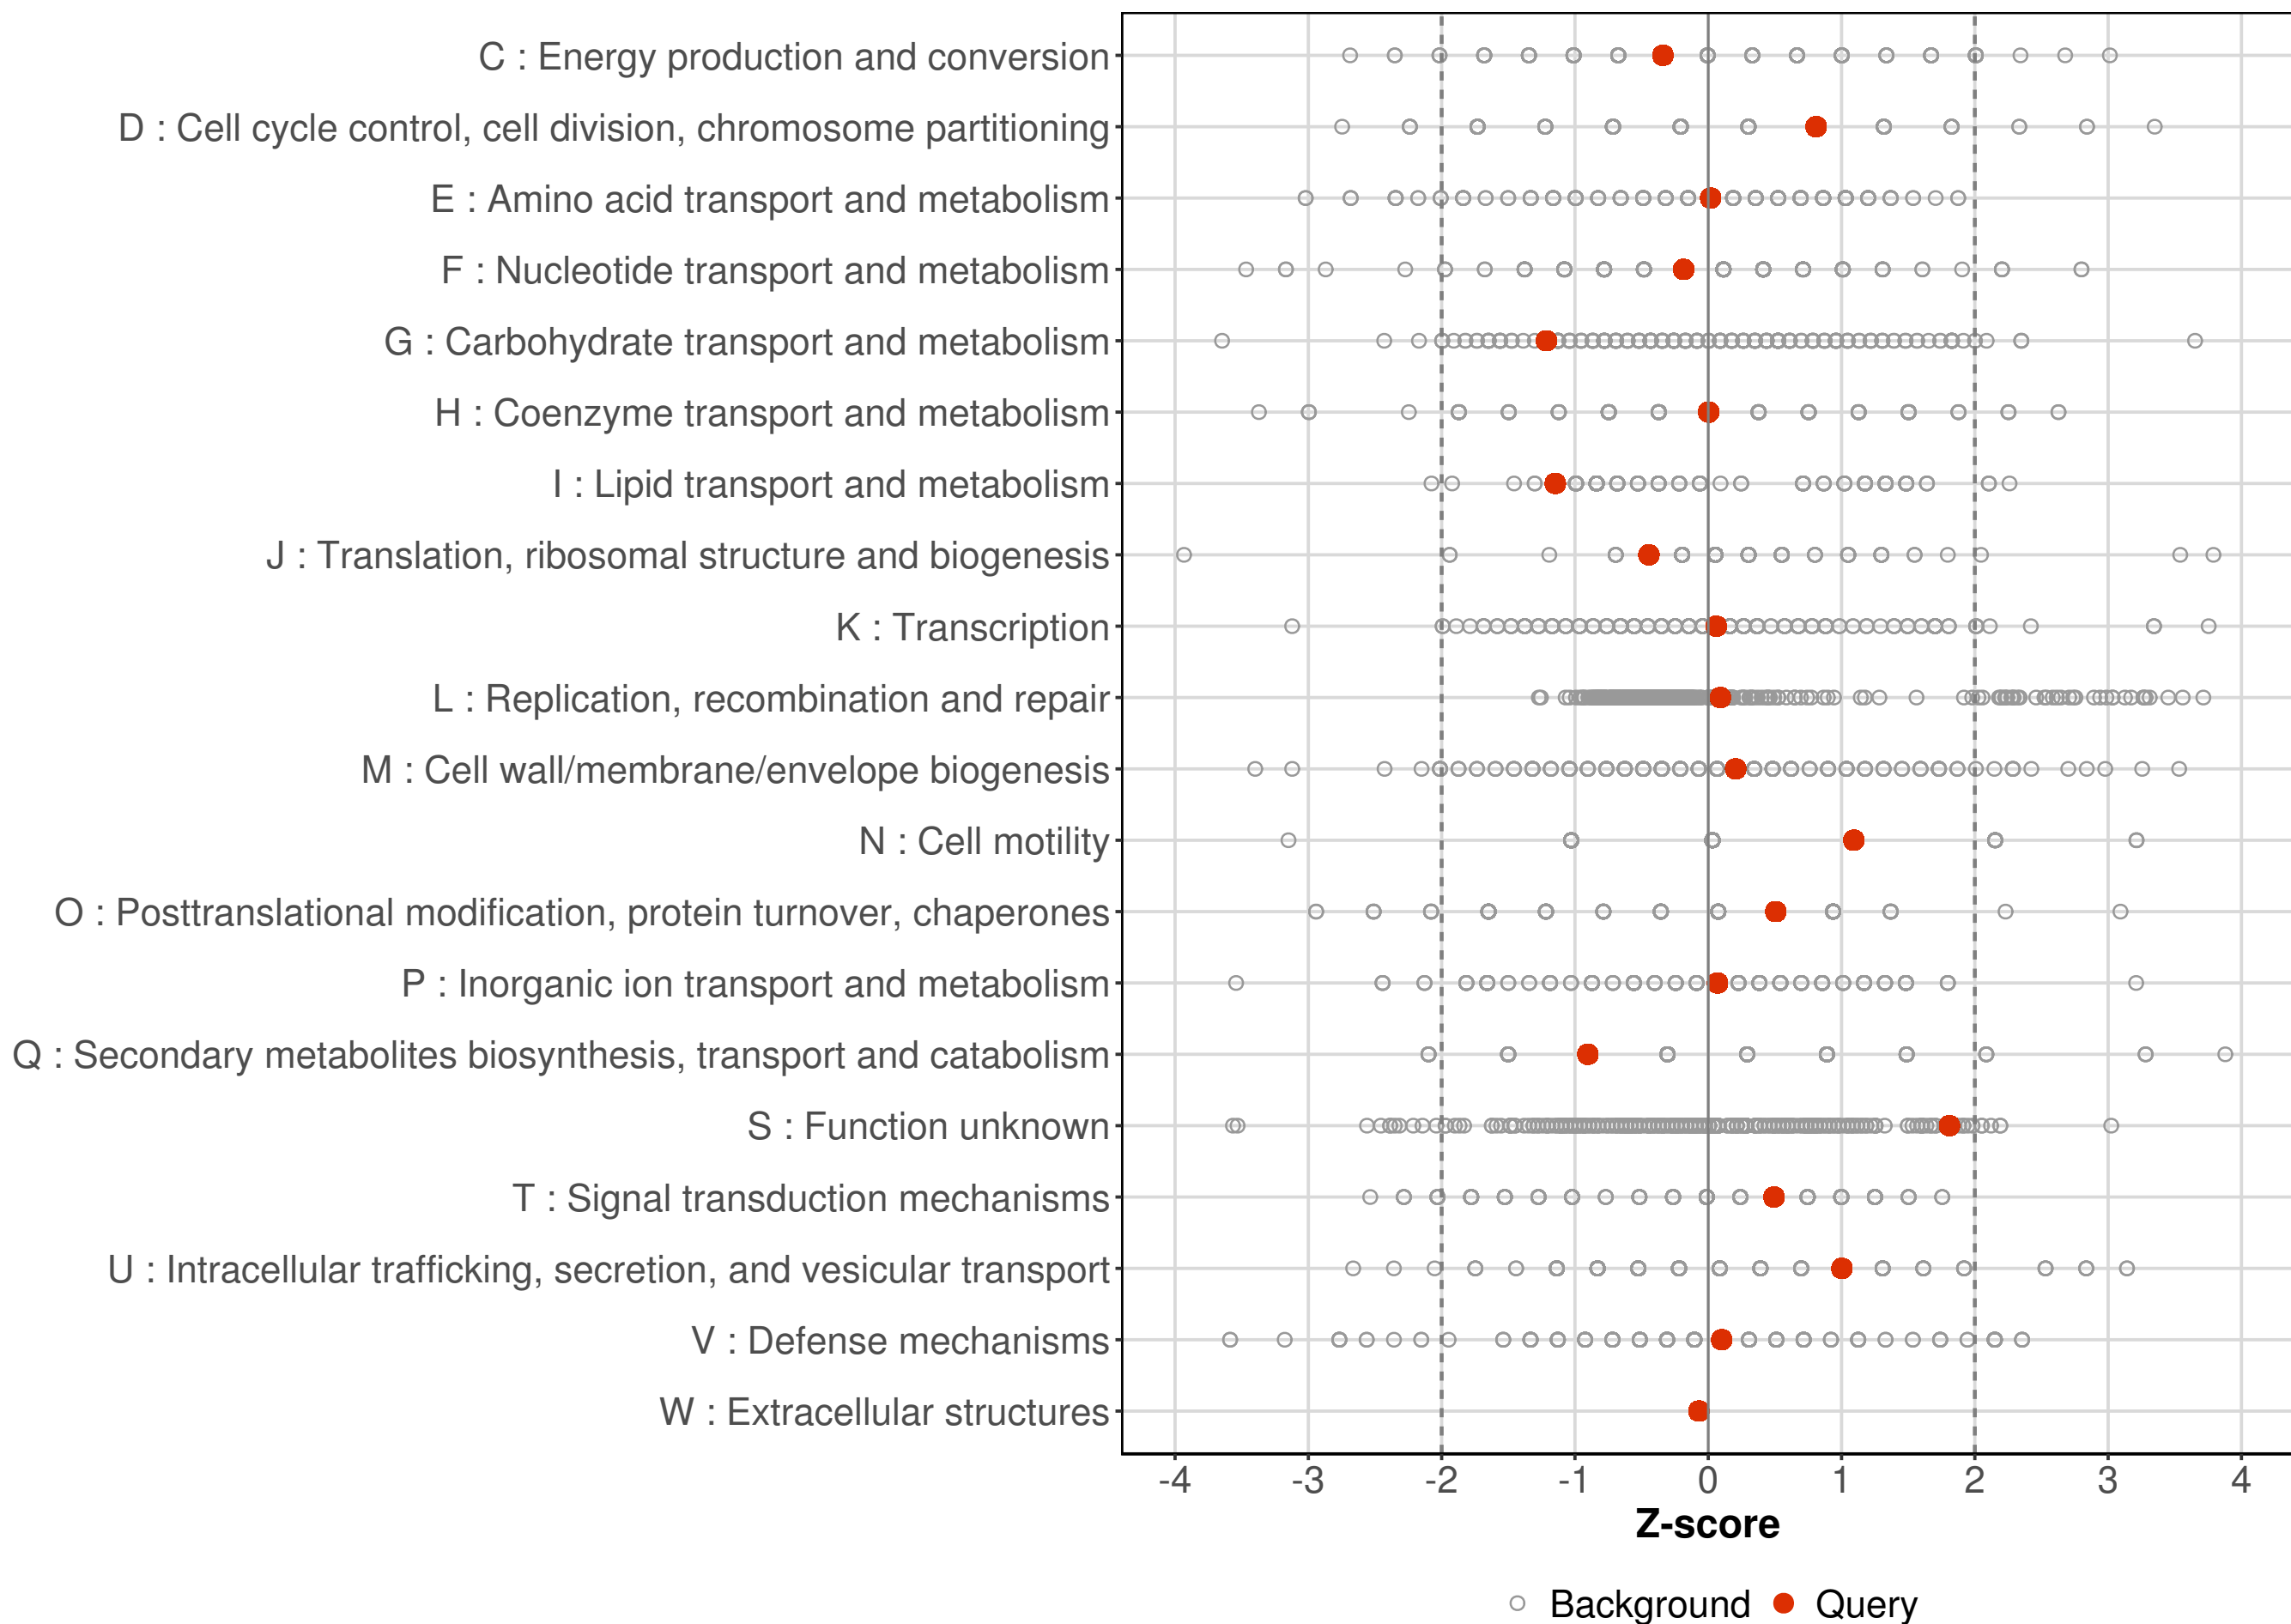 C : Energy production and conversion
D : Cell cycle control, cell division, chromosome partitioning
E : Amino acid transport and metabolism
F : Nucleotide transport and metabolism
G : Carbohydrate transport and metabolism
H : Coenzyme transport and metabolism
I : Lipid transport and metabolism
J : Translation, ribosomal structure and biogenesis
K : Transcription
L : Replication, recombination and repair
M : Cell wall/membrane/envelope biogenesis
N : Cell motility
O : Posttranslational modification, protein turnover, chaperones
P : Inorganic ion transport and metabolism
Q : Secondary metabolites biosynthesis, transport and catabolism
S : Function unknown
T : Signal transduction mechanisms
U : Intracellular trafficking, secretion, and vesicular transport
V : Defense mechanisms
W : Extracellular structures
-4 -3 -2 -1 0 1 2 3 4
Z-score
Background Query